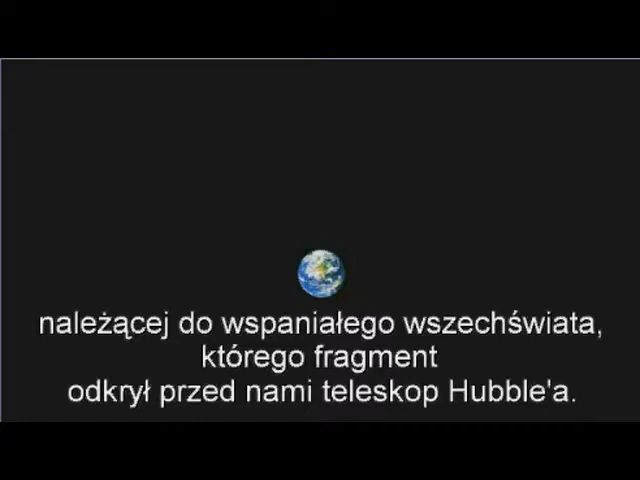 należącej do wspaniałego wszechświata,
którego fragment
odkrył przed nami teleskop Hubble'a.